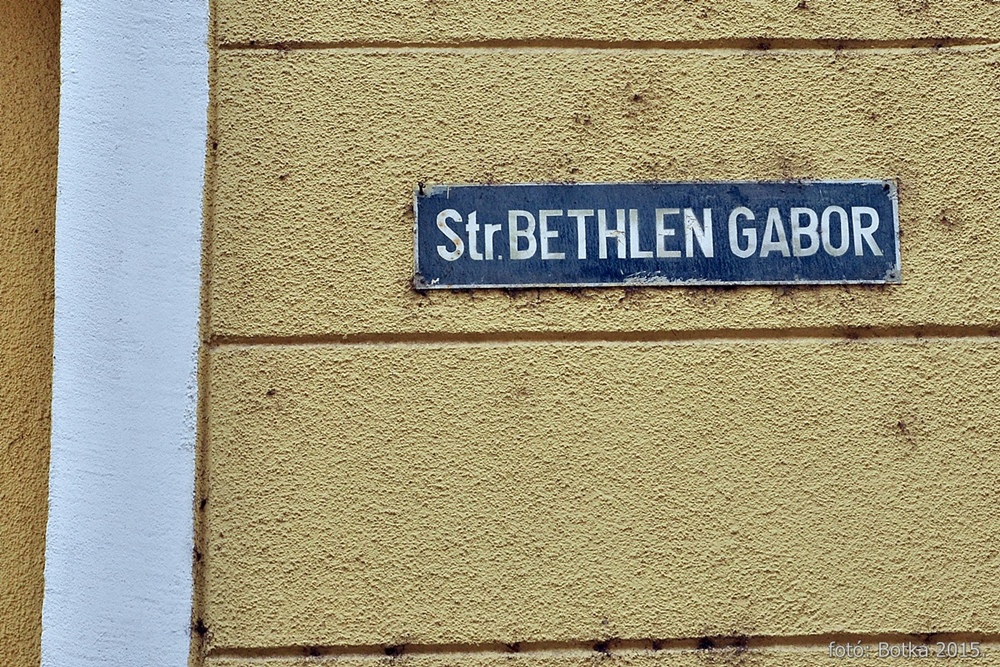 Str. BETHLEN GABOR
fotó: Botka 2015.